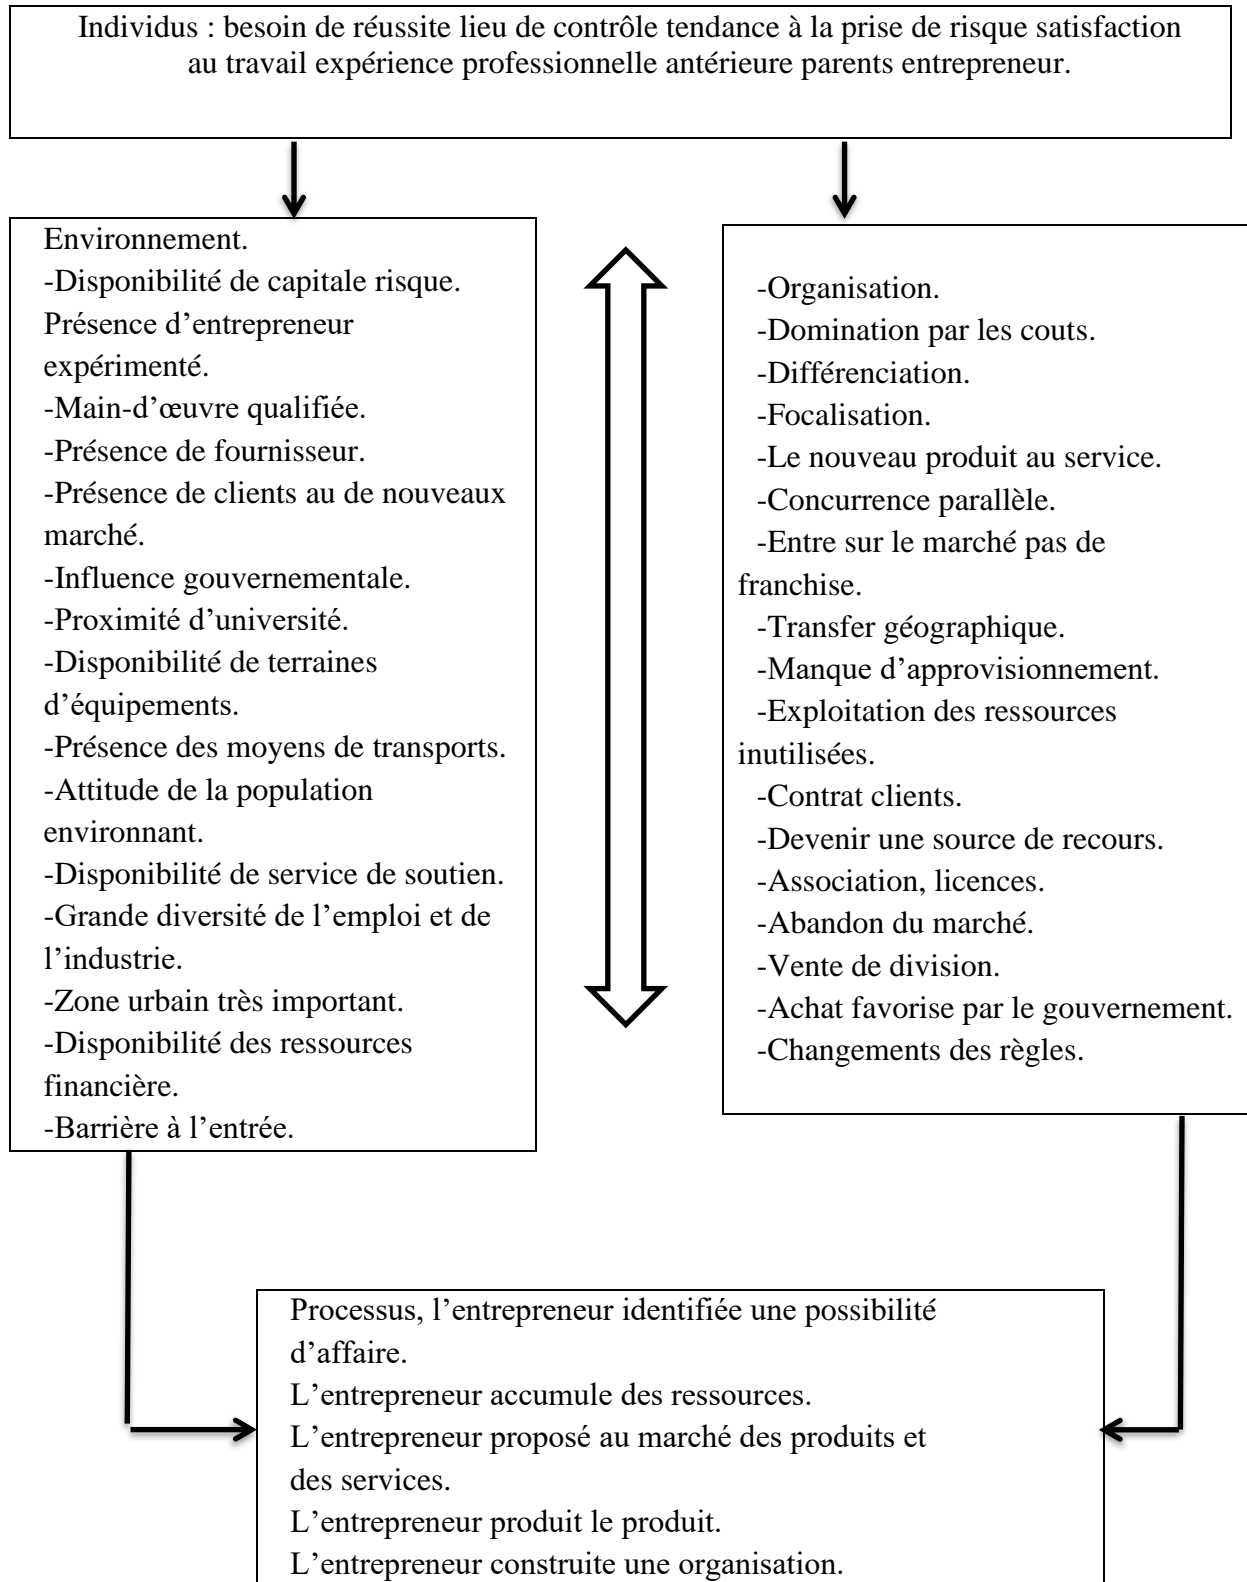 Individus : besoin de réussite lieu de contrôle tendance à la prise de risque satisfaction
au travail expérience professionnelle antérieure parents entrepreneur.
Environnement.
-Disponibilité de capitale risque.
Présence d’entrepreneur
expérimenté.
-Main-d’œuvre qualifiée.
-Présence de fournisseur.
-Présence de clients au de nouveaux
marché.
-Influence gouvernementale.
-Proximité d’université.
-Disponibilité de terraines
d’équipements.
-Présence des moyens de transports.
-Attitude de la population
environnant.
-Disponibilité de service de soutien.
-Grande diversité de l’emploi et de
l’industrie.
-Zone urbain très important.
-Disponibilité des ressources
financière.
-Barrière à l’entrée.
-Organisation.
-Domination par les couts.
-Différenciation.
-Focalisation.
-Le nouveau produit au service.
-Concurrence parallèle.
-Entre sur le marché pas de
franchise.
-Transfer géographique.
-Manque d’approvisionnement.
-Exploitation des ressources
inutilisées.
-Contrat clients.
-Devenir une source de recours.
-Association, licences.
-Abandon du marché.
-Vente de division.
-Achat favorise par le gouvernement.
-Changements des règles.
Processus, l’entrepreneur identifiée une possibilité
d’affaire.
L’entrepreneur accumule des ressources.
L’entrepreneur proposé au marché des produits et
des services.
L’entrepreneur produit le produit.
L’entrepreneur construite une organisation.